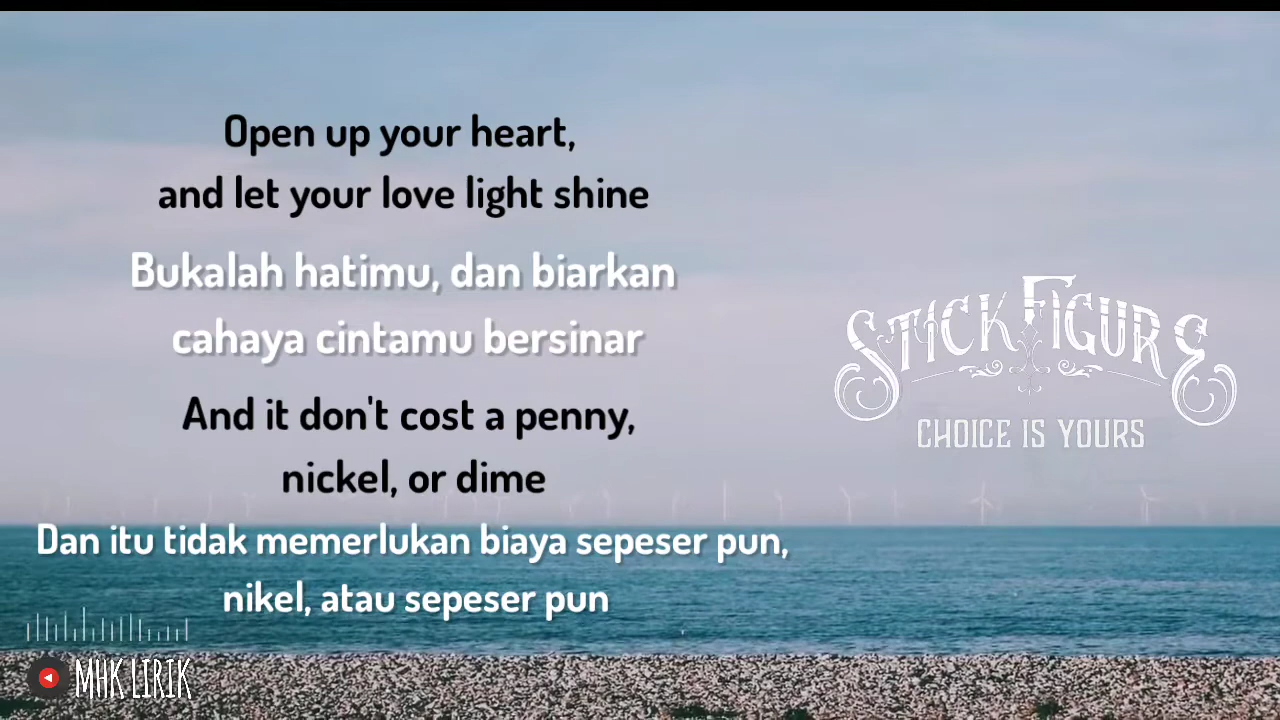 Open up your heart,
and let your love light shine
Bukalah hatimu, dan biarkan
cahaya cintamu bersinar
And it don't cost a penny,
nickel, or dime
Dan itu tidak memerlukan biaya sepeser pun,
nikel, atau sepeser pun
STICK FIGURE
CHOICE IS YOURS
MHK LIRIK